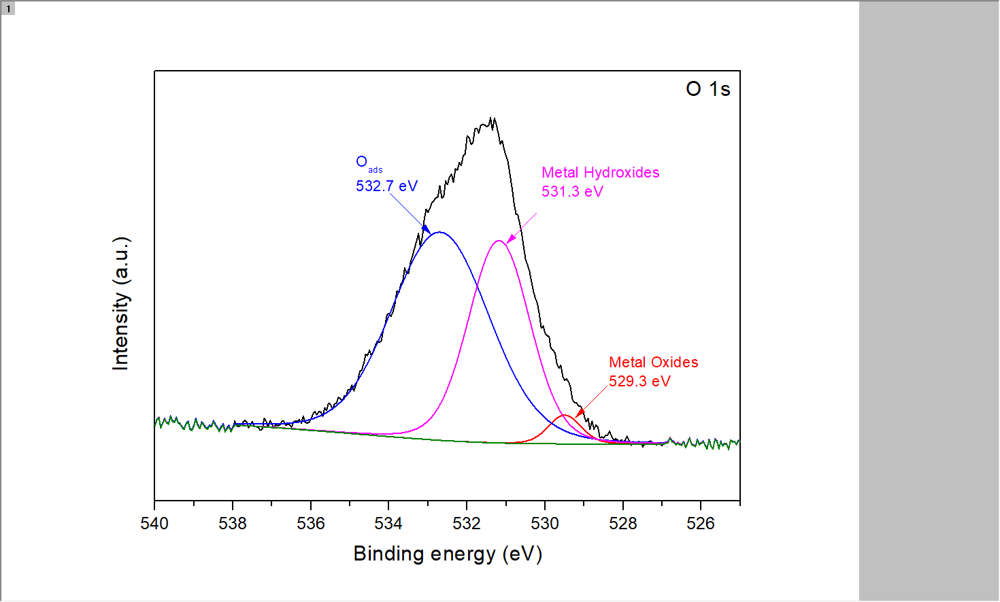 1
O 1s
O ads
532.7 eV
Metal Hydroxides
531.3 eV
Metal Oxides
529.3 eV
Intensity (a.u.)
540 538 536 534 532 530 528 526
Binding energy (eV)